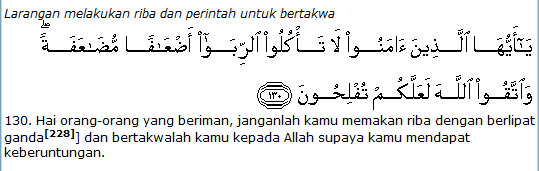 Larangan melakukan riba dan perintah untuk bertakwa
يَـٰٓأَيُّهَا ٱلَّذِينَ ءَامَنُوا۟ لَا تَأْكُلُوا۟ ٱلرِّبَوٰٓا۟ أَضْعَـٰفًا مُّضَـٰعَفَةً ۖ
وَٱتَّقُوا۟ ٱللَّهَ لَعَلَّكُمْ تُفْلِحُونَ ﴿١٣٠﴾
130. Hai orang-orang yang beriman, janganlah kamu memakan riba dengan berlipat
ganda[228]] dan bertakwalah kamu kepada Allah supaya kamu mendapat
keberuntungan.